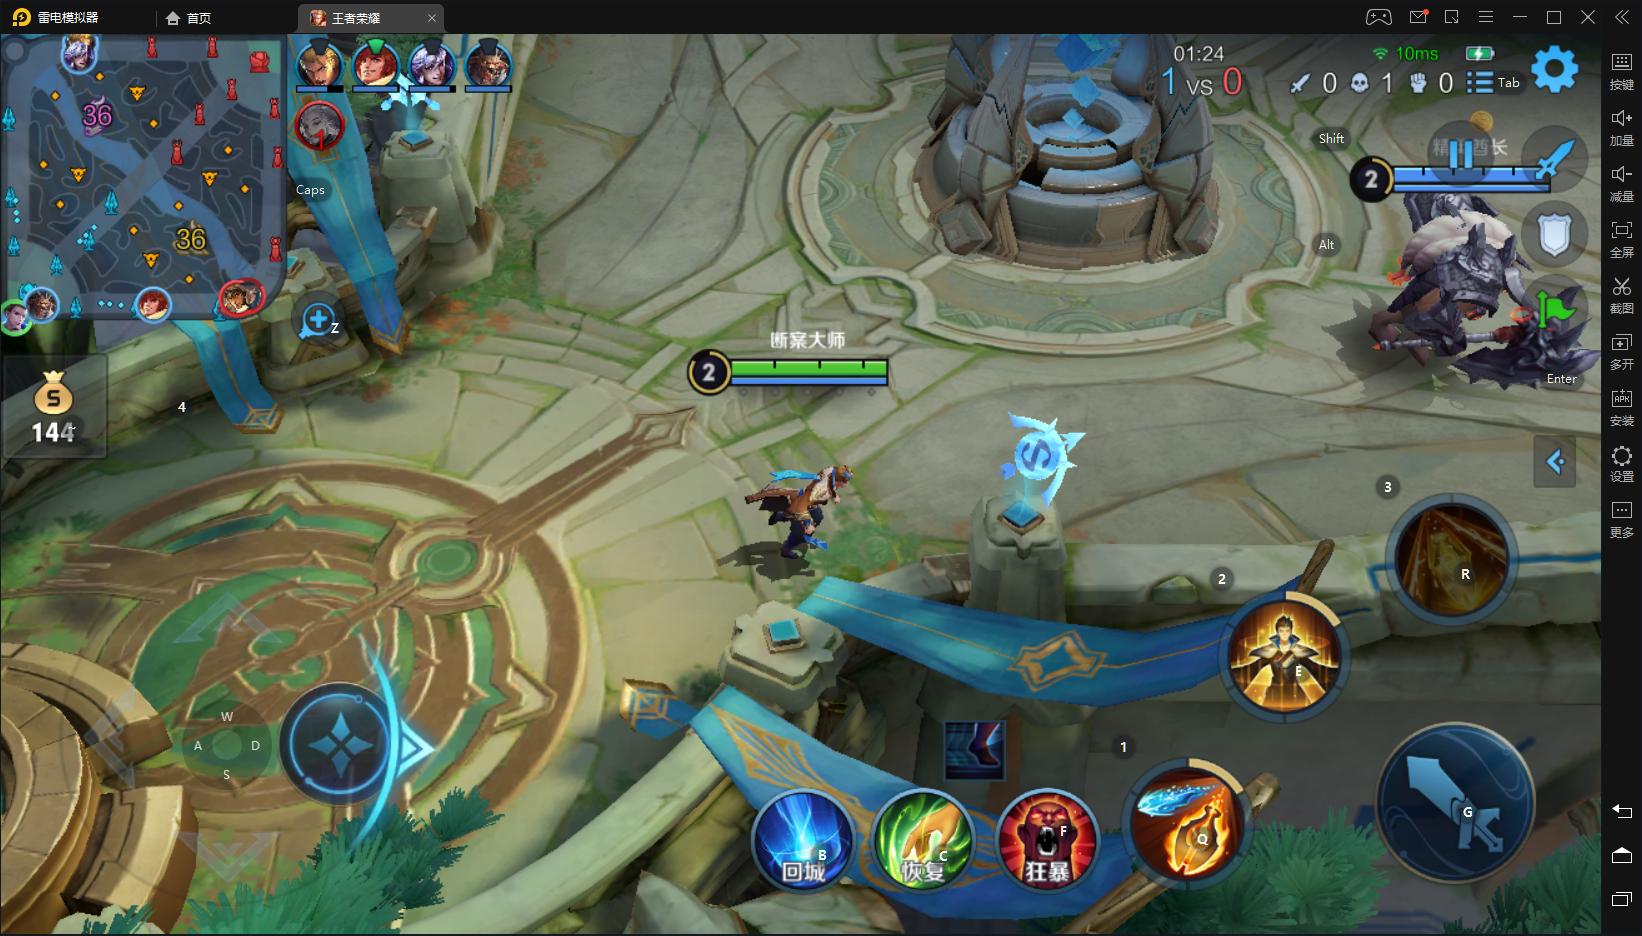 雷电模拟器
首页
王者荣耀
01:24
1 vs 0
10ms
0
1
0
Tab
36
36
1
Caps
Shift
Alt
2
Z
断案大师
2
Enter
S
144
4
3
R
2
E
W
A
D
S
1
B
回城
C
恢复
F
狂暴
Q
G
按键
加量
减量
全屏
截图
多开
APK
安装
设置
更多